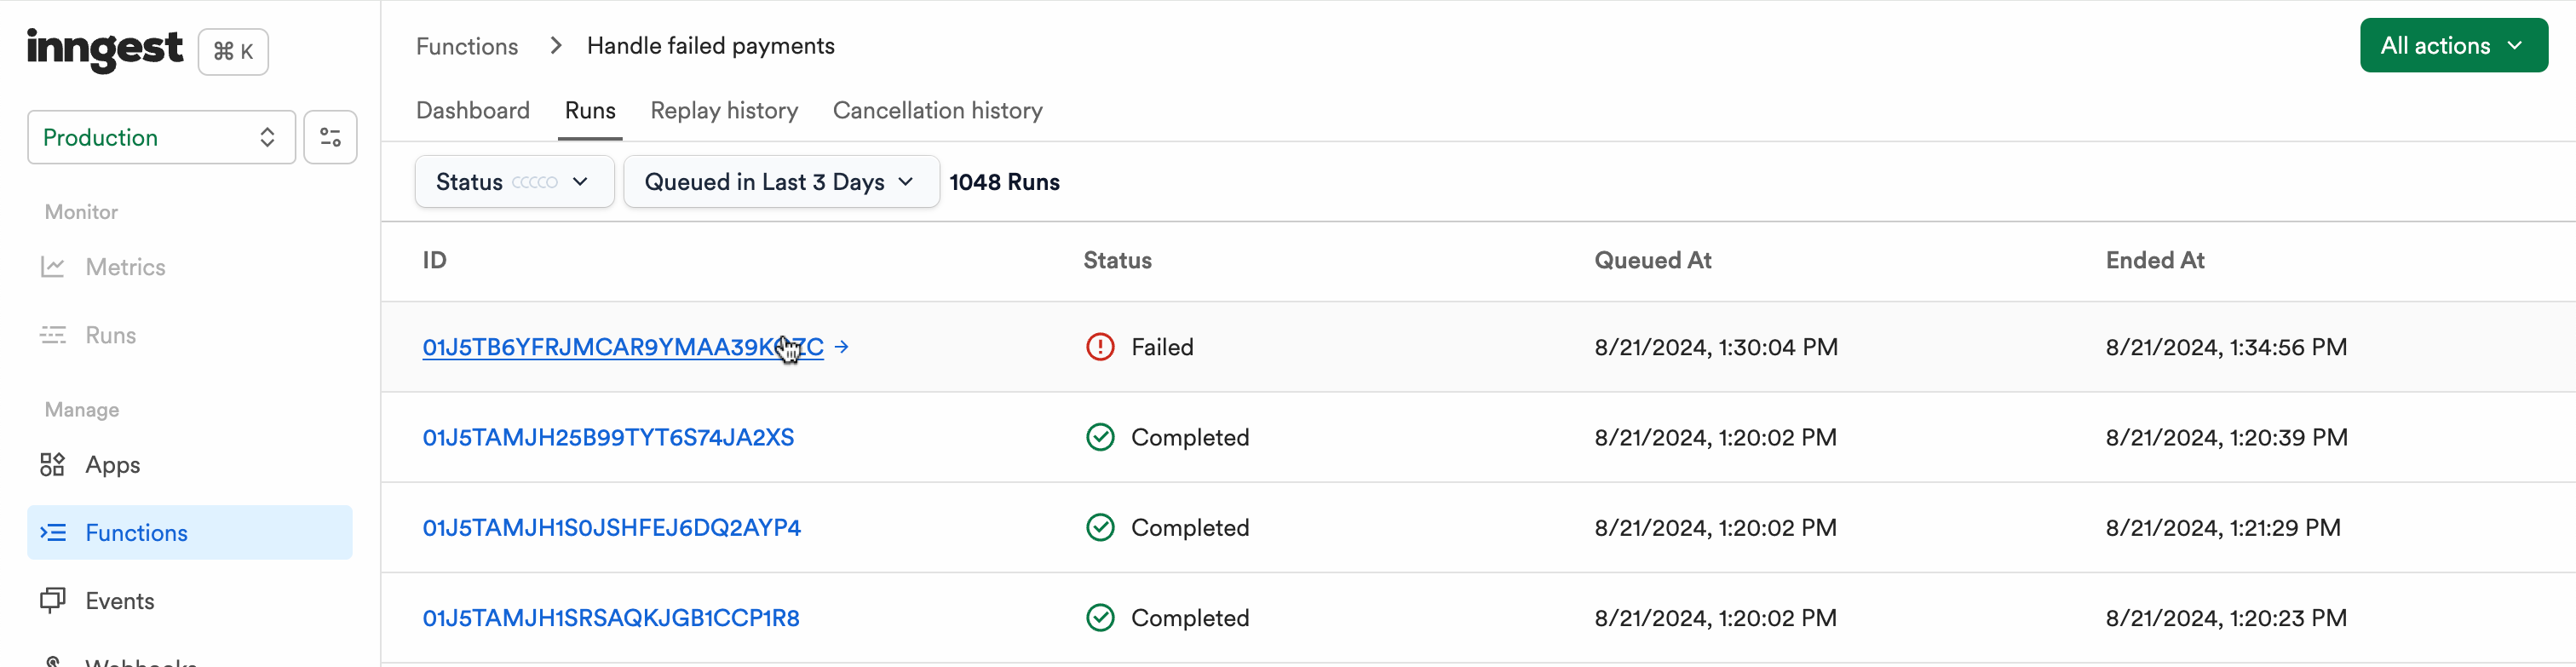 inngest
⌘ K
Production
Monitor
Metrics
Runs
Manage
Apps
Functions
Events
Webhooks
Functions > Handle failed payments
All actions
Dashboard Runs Replay history Cancellation history
Status Queued in Last 3 Days 1048 Runs
ID Status Queued At Ended At
Failed 8/21/2024, 1:30:04 PM 8/21/2024, 1:34:56 PM
01J5TAMJH25B99TYT6S74JA2XS Completed 8/21/2024, 1:20:02 PM 8/21/2024, 1:20:39 PM
01J5TAMJH1S0JSHFEJ6DQ2AYP4 Completed 8/21/2024, 1:20:02 PM 8/21/2024, 1:21:29 PM
01J5TAMJH1SRSAQKJGB1CCP1R8 Completed 8/21/2024, 1:20:02 PM 8/21/2024, 1:20:23 PM